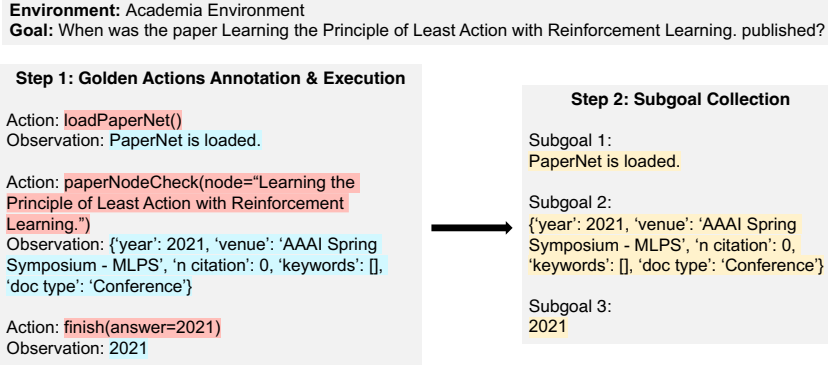 Environment: Academia Environment
Goal: When was the paper Learning the Principle of Least Action with Reinforcement Learning. published?
Step 1: Golden Actions Annotation & Execution
Action: loadPaperNet()
Observation: PaperNet is loaded.
Action: paperNodeCheck(node=“Learning the
Principle of Least Action with Reinforcement
Learning.”)
Observation: {‘year’: 2021, ‘venue’: ‘AAAI Spring
Symposium - MLPS’, ‘n citation’: 0, ‘keywords’: [],
‘doc type’: ‘Conference’}
Action: finish(answer=2021)
Observation: 2021
Step 2: Subgoal Collection
Subgoal 1:
PaperNet is loaded.
Subgoal 2:
{‘year’: 2021, ‘venue’: ‘AAAI Spring
Symposium - MLPS’, ‘n citation’: 0,
‘keywords’: [], ‘doc type’: ‘Conference’}
Subgoal 3:
2021